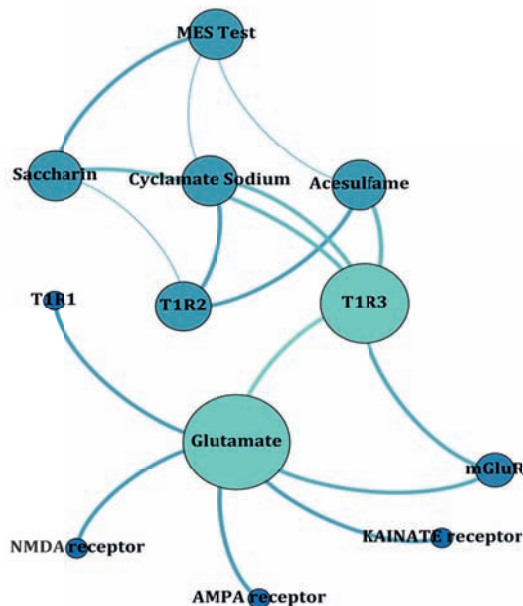 MES Test
Saccharin
Cyclamate Sodium
Acesulfame
T1R1
T1R2
T1R3
Glutamate
mGluR
NMDA receptor
KAINATE receptor
AMPA receptor